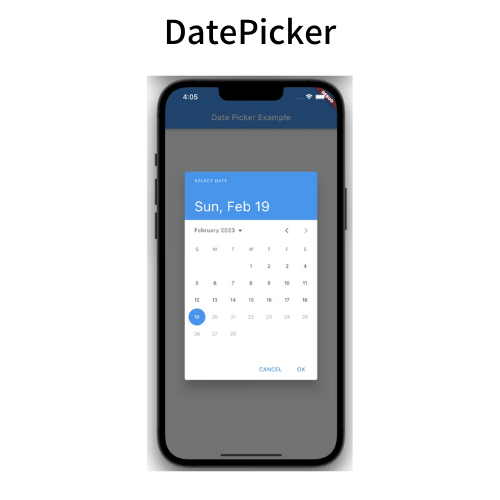 DatePicker
4:05
DEBUG
Date Picker Example
SELECT DATE
Sun, Feb 19
February 2023
S M T W T F S
1 2 3 4
5 6 7 8 9 10 11
12 13 14 15 16 17 18
19 20 21 22 23 24 25
26 27 28
CANCEL OK